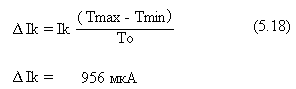 Δ Ik = Ik ( Tmax - Tmin) / To (5.18)
Δ Ik = 956 мкА